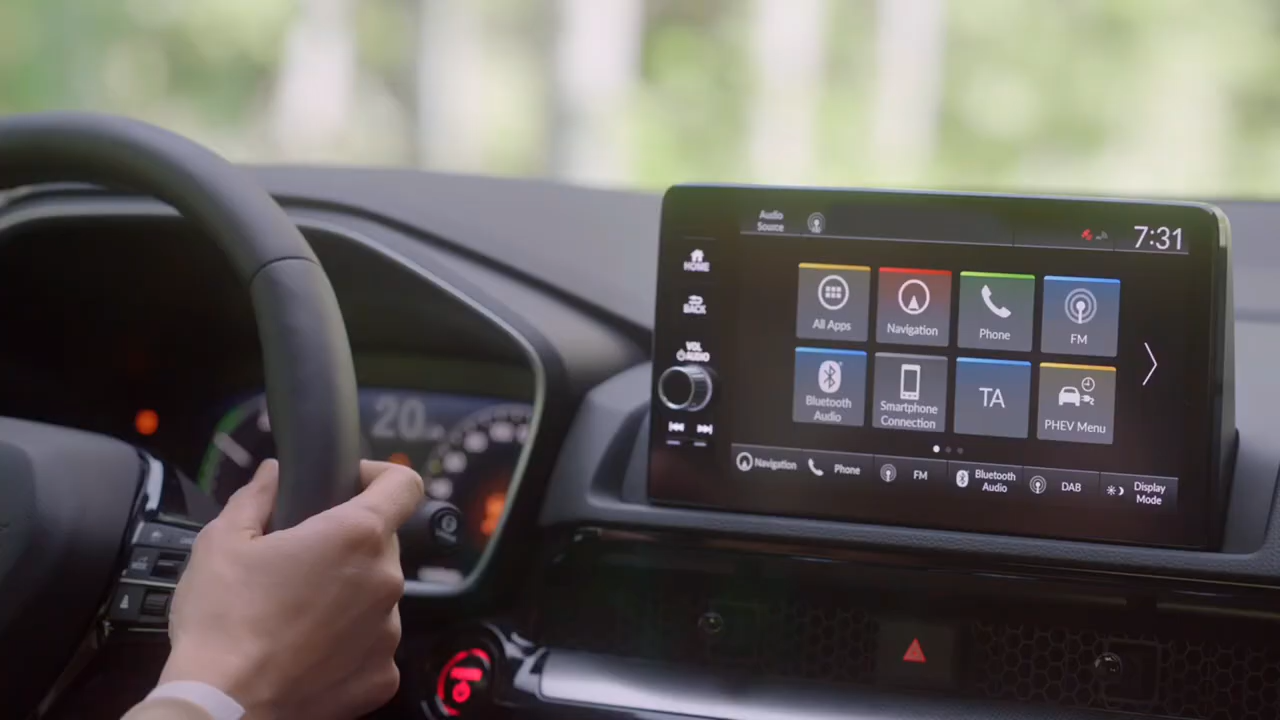 Audio
Source
7:31
HOME
BACK
VOL
AUDIO
All Apps
Navigation
Phone
FM
Bluetooth
Audio
Smartphone
Connection
TA
PHEV Menu
Navigation
Phone
FM
Bluetooth
Audio
DAB
Display
Mode
20